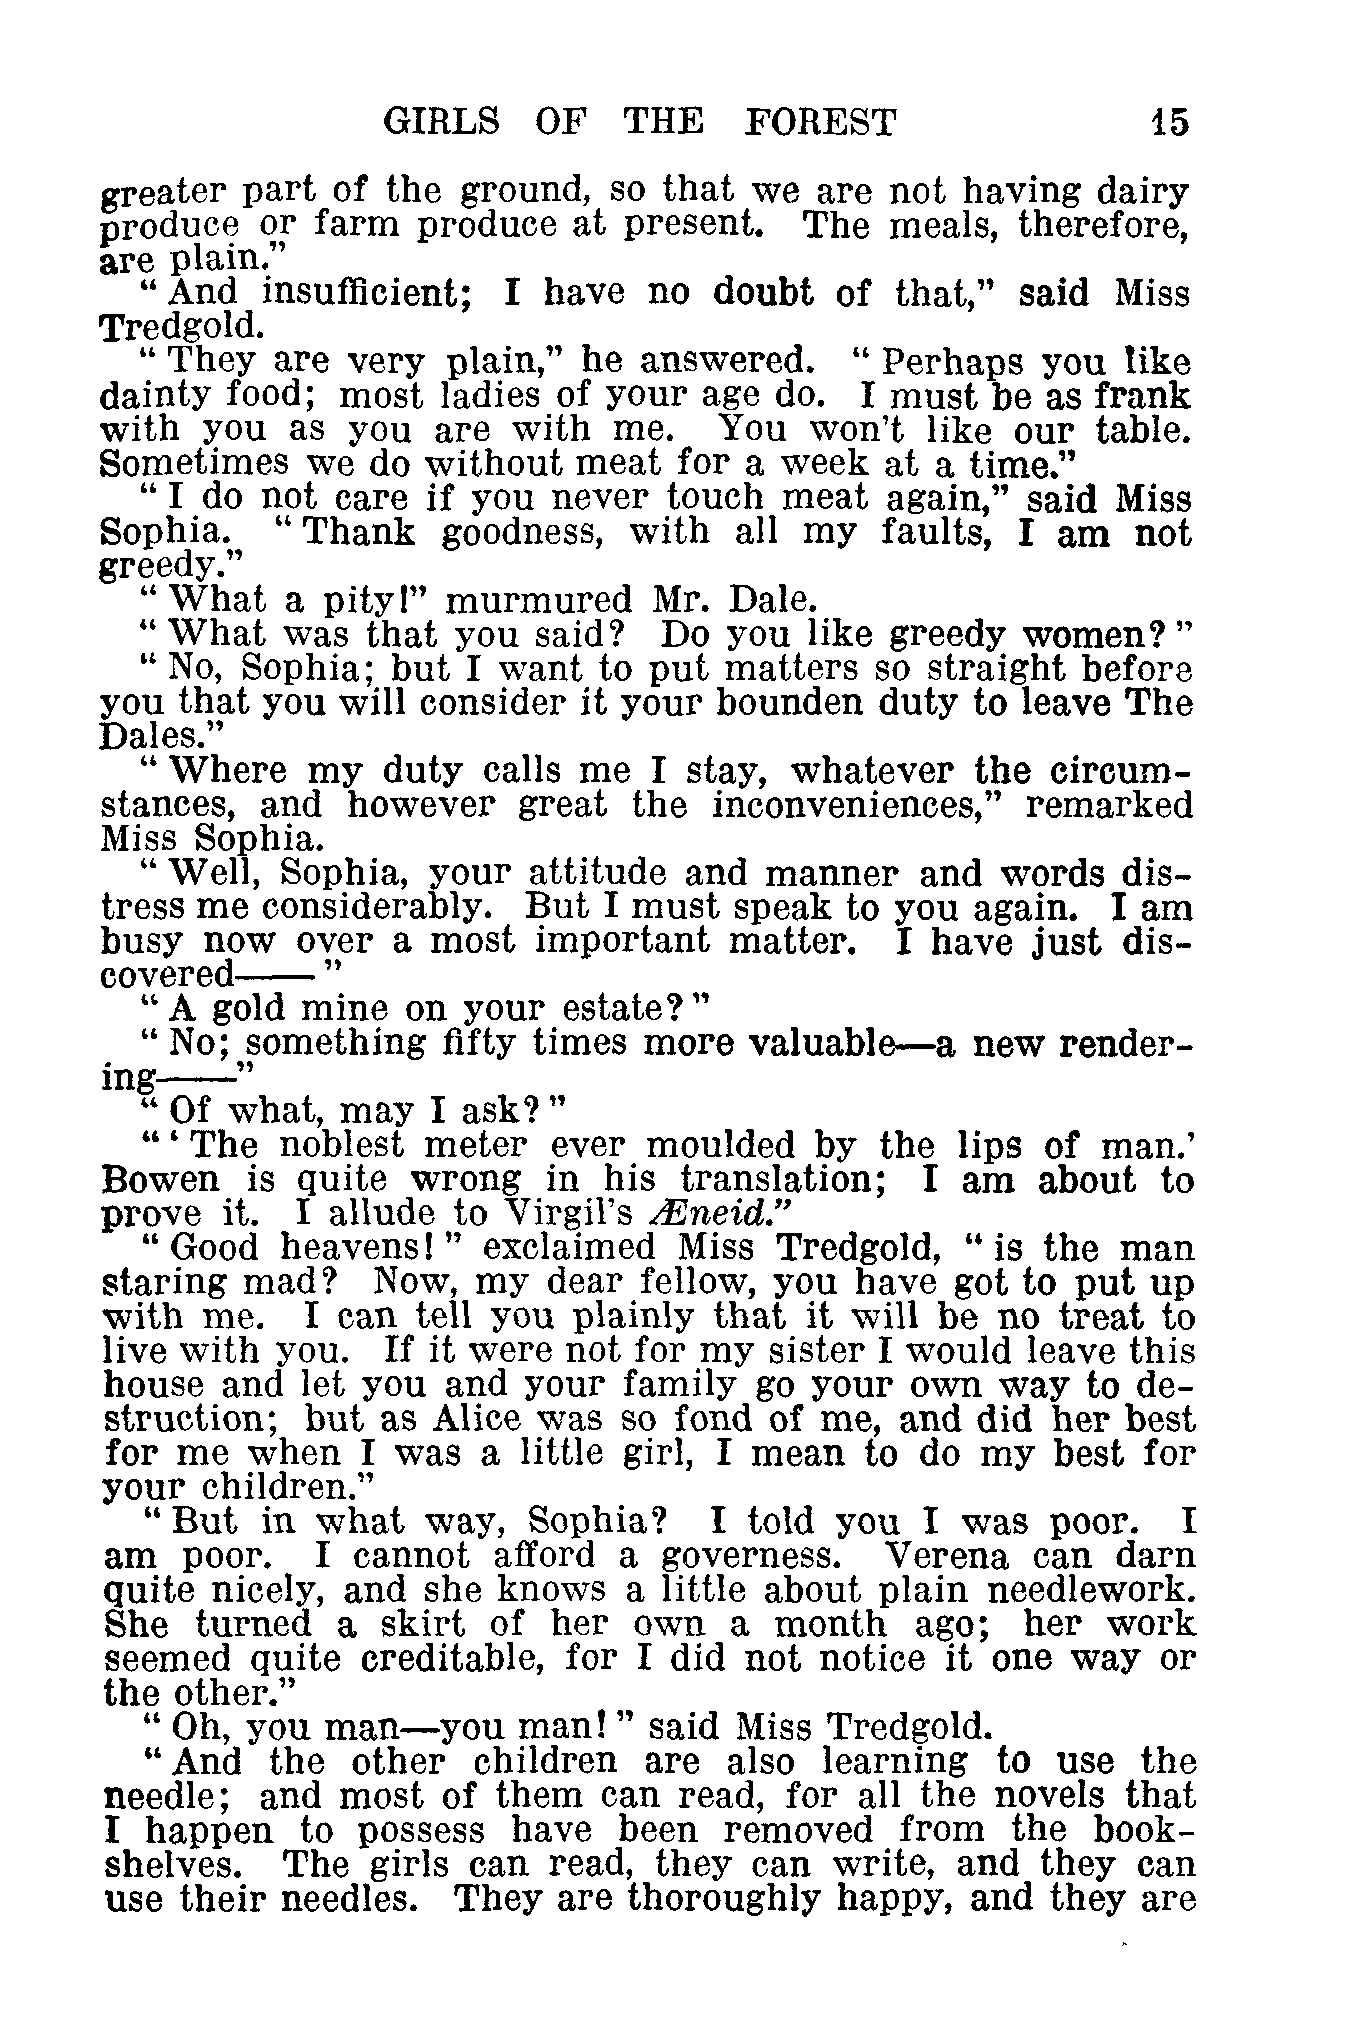 GIRLS OF THE FOREST 15
greater part of the ground, so that we are not having dairy
produce or farm produce at present. The meals, therefore,
are plain.”
“ And insufficient; I have no doubt of that,” said Miss
Tredgold.
“ They are very plain,” he answered. “ Perhaps you like
dainty food; most ladies of your age do. I must be as frank
with you as you are with me. You won’t like our table.
Sometimes we do without meat for a week at a time.”
“ I do not care if you never touch meat again,” said Miss
Sophia. “ Thank goodness, with all my faults, I am not
greedy.”
“ What a pity!” murmured Mr. Dale.
“ What was that you said? Do you like greedy women? ”
“ No, Sophia; but I want to put matters so straight before
you that you will consider it your bounden duty to leave The
Dales.”
“ Where my duty calls me I stay, whatever the circum-
stances, and however great the inconveniences,” remarked
Miss Sophia.
“ Well, Sophia, your attitude and manner and words dis-
tress me considerably. But I must speak to you again. I am
busy now over a most important matter. I have just dis-
covered—— ”
“ A gold mine on your estate? ”
“ No; something fifty times more valuable—a new render-
ing——”
“ Of what, may I ask? ”
“ ‘ The noblest meter ever moulded by the lips of man.’
Bowen is quite wrong in his translation; I am about to
prove it. I allude to Virgil’s Æneid.”
“ Good heavens! ” exclaimed Miss Tredgold, “ is the man
staring mad? Now, my dear fellow, you have got to put up
with me. I can tell you plainly that it will be no treat to
live with you. If it were not for my sister I would leave this
house and let you and your family go your own way to de-
struction; but as Alice was so fond of me, and did her best
for me when I was a little girl, I mean to do my best for
your children.”
“ But in what way, Sophia? I told you I was poor. I
am poor. I cannot afford a governess. Verena can darn
quite nicely, and she knows a little about plain needlework.
She turned a skirt of her own a month ago; her work
seemed quite creditable, for I did not notice it one way or
the other.”
“ Oh, you man—you man! ” said Miss Tredgold.
“ And the other children are also learning to use the
needle; and most of them can read, for all the novels that
I happen to possess have been removed from the book-
shelves. The girls can read, they can write, and they can
use their needles. They are thoroughly happy, and they are